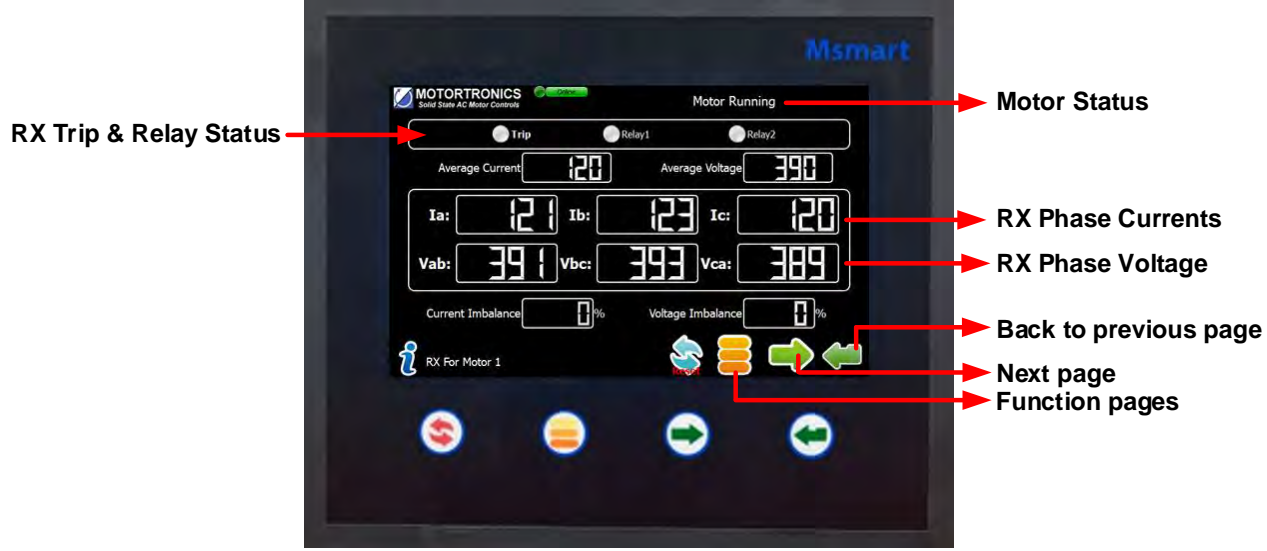 Msmart
MOTORTRONICS
Solid State AC Motor Controls
Online
Motor Running
Motor Status
RX Trip & Relay Status
Trip
Relay1
Relay2
Average Current 120
Average Voltage 390
Ia: 121 Ib: 123 Ic: 120
RX Phase Currents
Vab: 391 Vbc: 393 Vca: 389
RX Phase Voltage
Current Imbalance 0 %
Voltage Imbalance 0 %
Back to previous page
i RX For Motor 1
RESET
Next page
Function pages